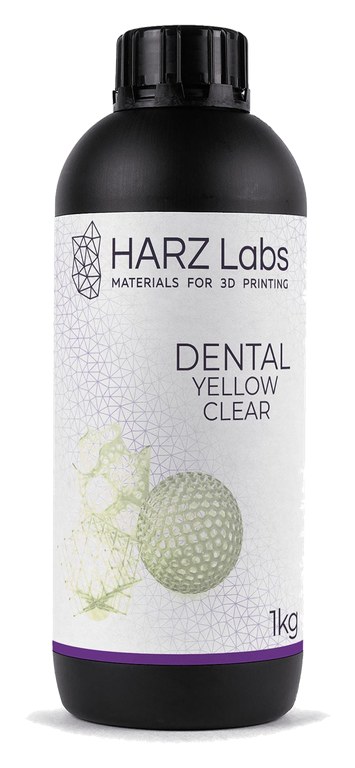 HARZ Labs
MATERIALS FOR 3D PRINTING
DENTAL
YELLOW
CLEAR
1kg